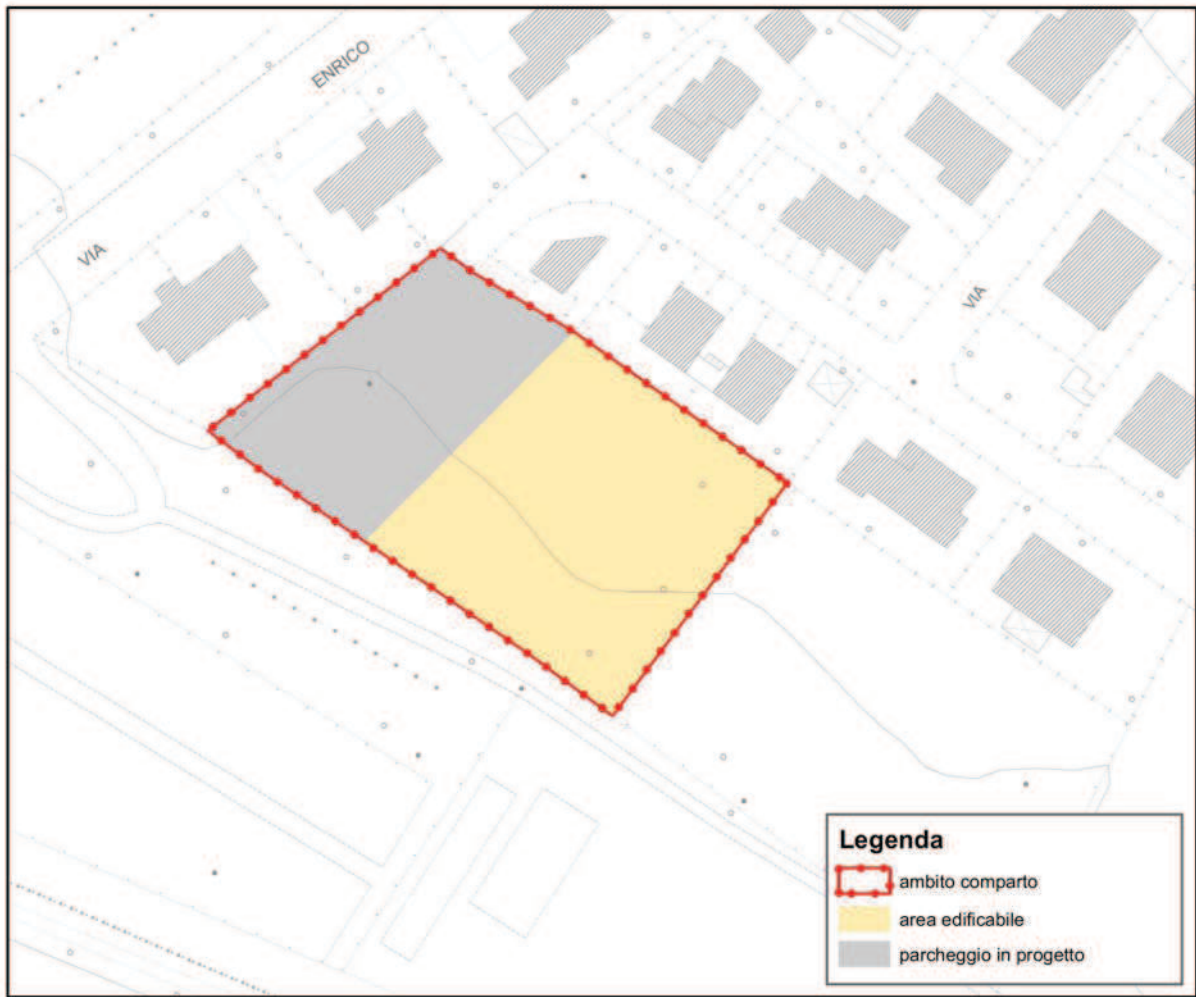 ENRICO
VIA
VIA
Legenda
ambito comparto
area edificabile
parcheggio in progetto